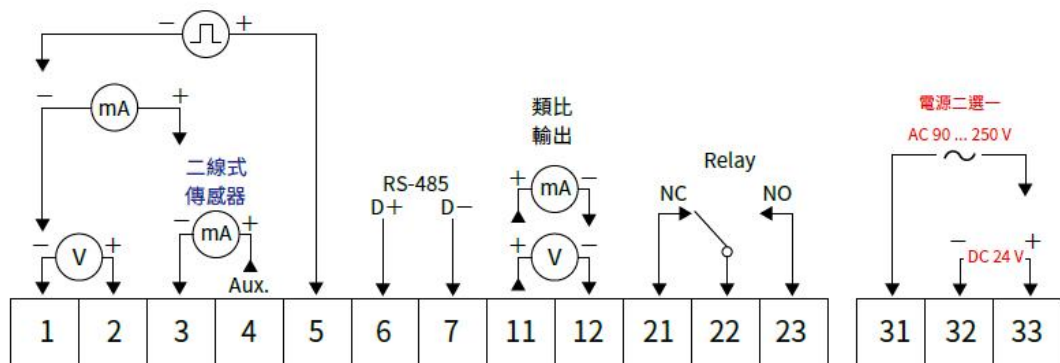 − +
− mA +
二線式
傳感器
− mA +
− V +
Aux.
RS-485
D+ D−
類比
輸出
+ mA −
+ V −
Relay
NC NO
電源二選一
AC 90 ... 250 V
− +
DC 24 V
1 2 3 4 5 6 7 11 12 21 22 23 31 32 33